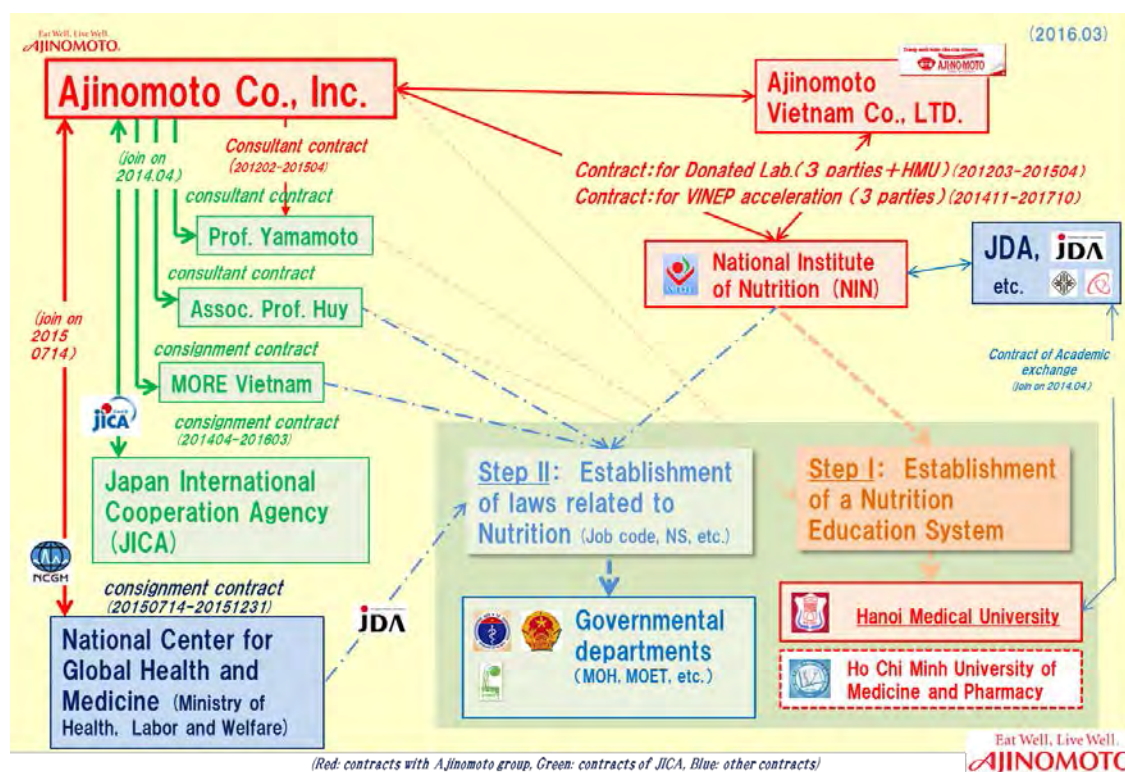 Eat Well, Live Well.
AJINOMOTO.
(2016.03)
Ajinomoto Co., Inc.
AJI-NO-MOTO
Ajinomoto
Vietnam Co., LTD.
(join on
2014.04)
Consultant contract
(201202-201504)
Contract:for Donated Lab.( 3 parties+HMU)(201203-201504)
Contract:for VINEP acceleration (3 parties)(201411-201710)
consultant contract
Prof. Yamamoto
National Institute
of Nutrition (NIN)
JDA,
etc.
JDA
consultant contract
Assoc. Prof. Huy
(join on
2015
0714)
consignment contract
MORE Vietnam
Contract of Academic
exchange
(join on 2014.04)
JICA
consignment contract
(201404-201603)
Japan International
Cooperation Agency
(JICA)
Step II: Establishment
of laws related to
Nutrition (Job code, NS, etc.)
Step I: Establishment
of a Nutrition
Education System
NCGM
consignment contract
(20150714-20151231)
JDA
National Center for
Global Health and
Medicine (Ministry of
Health, Labor and Welfare)
Governmental
departments
(MOH, MOET, etc.)
Hanoi Medical University
Ho Chi Minh University of
Medicine and Pharmacy
(Red: contracts with Ajinomoto group, Green: contracts of JICA, Blue: other contracts)
Eat Well, Live Well.
AJINOMOTO